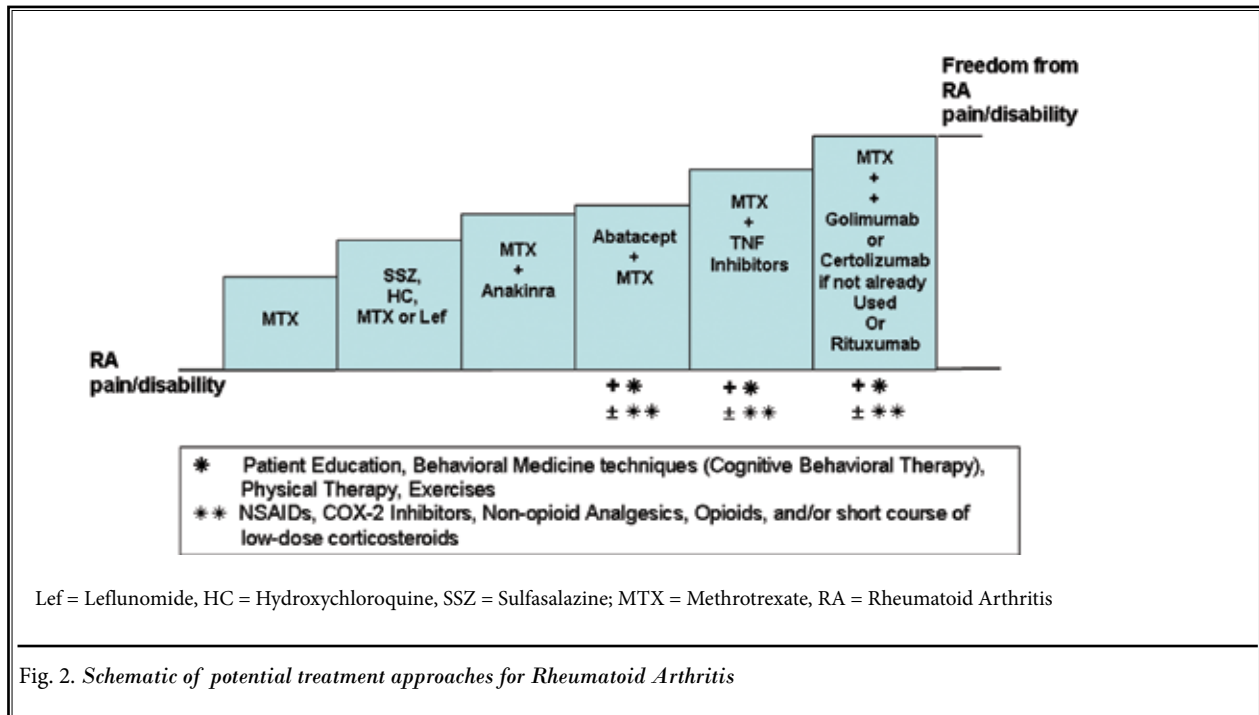 Freedom from
RA
pain/disability
MTX
SSZ,
HC,
MTX or Lef
MTX
+
Anakinra
Abatacept
+
MTX
MTX
+
TNF
Inhibitors
MTX
+
+
Golimumab
or
Certolizumab
if not already
Used
Or
Rituxumab
RA
pain/disability
+ *
± **
+ *
± **
+ *
± **
* Patient Education, Behavioral Medicine techniques (Cognitive Behavioral Therapy),
Physical Therapy, Exercises
** NSAIDs, COX-2 Inhibitors, Non-opioid Analgesics, Opioids, and/or short course of
low-dose corticosteroids
Lef = Leflunomide, HC = Hydroxychloroquine, SSZ = Sulfasalazine; MTX = Methrotrexate, RA = Rheumatoid Arthritis
Fig. 2. Schematic of potential treatment approaches for Rheumatoid Arthritis